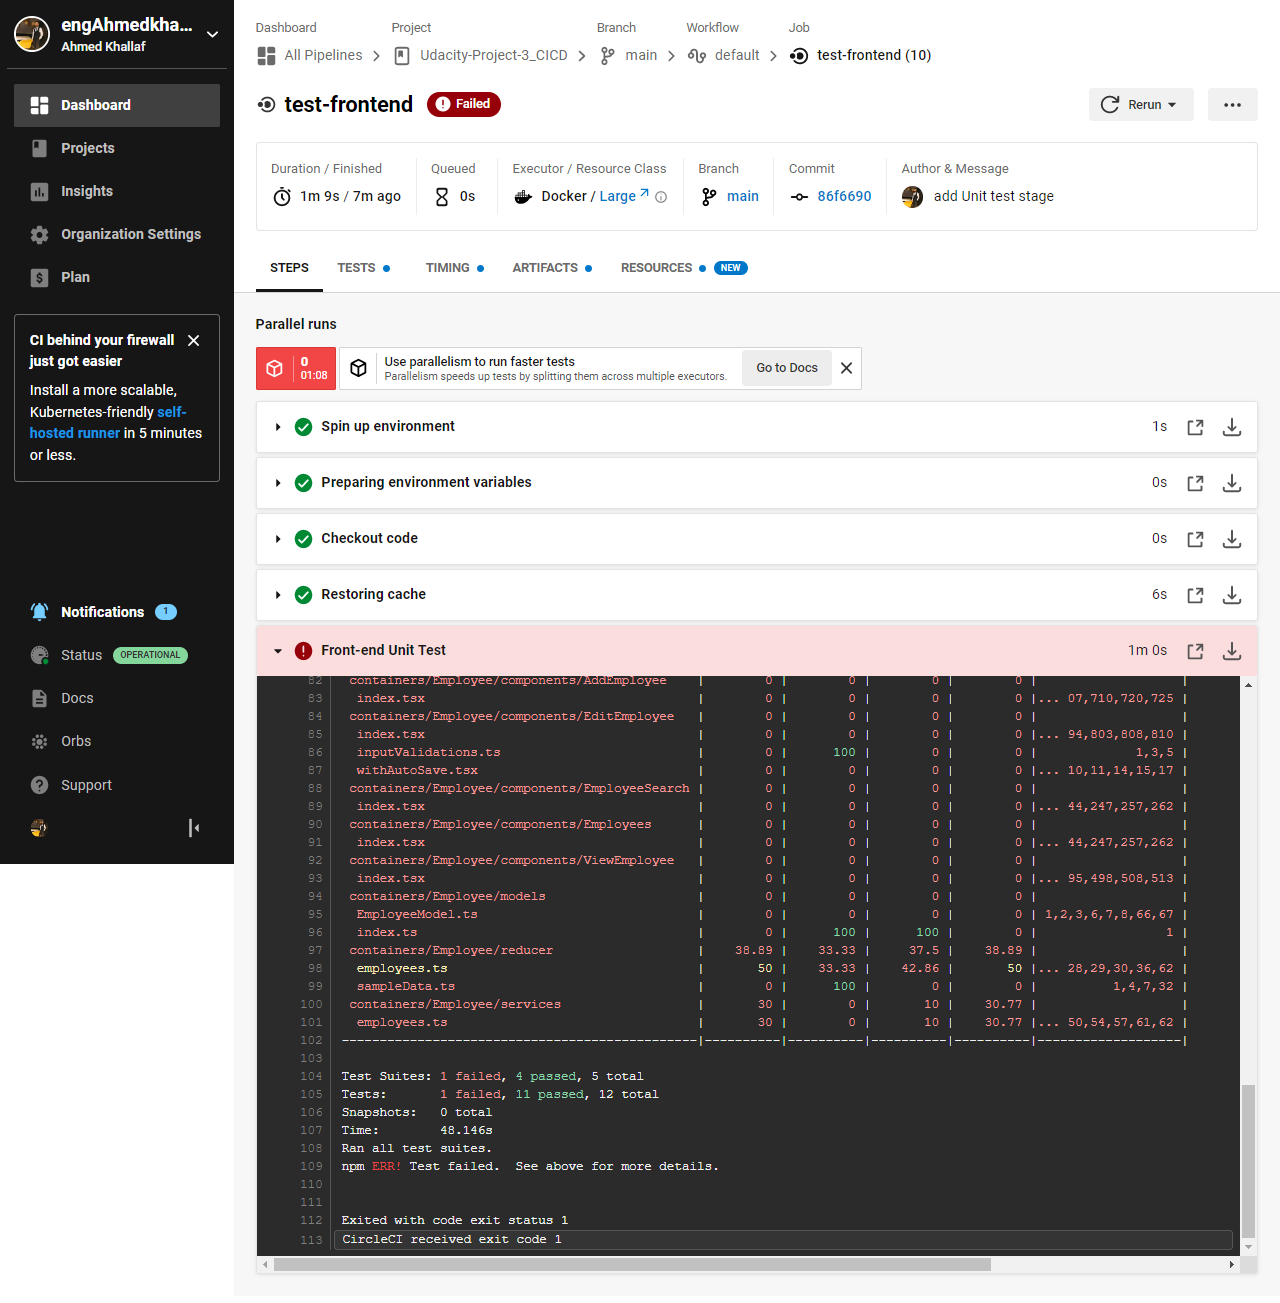 engAhmedkha...
Ahmed Khallaf
Dashboard
Projects
Insights
Organization Settings
Plan
CI behind your firewall
just got easier
Install a more scalable,
Kubernetes-friendly self-
hosted runner in 5 minutes
or less.
Notifications 1
Status OPERATIONAL
Docs
Orbs
Support
Dashboard Project Branch Workflow Job
All Pipelines Udacity-Project-3_CICD main default test-frontend (10)
test-frontend Failed Rerun
Duration / Finished Queued Executor / Resource Class Branch Commit Author & Message
1m 9s / 7m ago 0s Docker / Large main 86f6690 add Unit test stage
STEPS TESTS TIMING ARTIFACTS RESOURCES NEW
Parallel runs
0
01:08
Use parallelism to run faster tests
Parallelism speeds up tests by splitting them across multiple executors.
Go to Docs
Spin up environment 1s
Preparing environment variables 0s
Checkout code 0s
Restoring cache 6s
Front-end Unit Test 1m 0s
82 containers/Employee/components/AddEmployee | 0 | 0 | 0 | 0 | |
83 index.tsx | 0 | 0 | 0 | 0 |... 07,710,720,725 |
84 containers/Employee/components/EditEmployee | 0 | 0 | 0 | 0 | |
85 index.tsx | 0 | 0 | 0 | 0 |... 94,803,808,810 |
86 inputValidations.ts | 0 | 100 | 0 | 0 | 1,3,5 |
87 withAutoSave.tsx | 0 | 0 | 0 | 0 |... 10,11,14,15,17 |
88 containers/Employee/components/EmployeeSearch | 0 | 0 | 0 | 0 | |
89 index.tsx | 0 | 0 | 0 | 0 |... 44,247,257,262 |
90 containers/Employee/components/Employees | 0 | 0 | 0 | 0 | |
91 index.tsx | 0 | 0 | 0 | 0 |... 44,247,257,262 |
92 containers/Employee/components/ViewEmployee | 0 | 0 | 0 | 0 | |
93 index.tsx | 0 | 0 | 0 | 0 |... 95,498,508,513 |
94 containers/Employee/models | 0 | 0 | 0 | 0 | |
95 EmployeeModel.ts | 0 | 0 | 0 | 0 | 1,2,3,6,7,8,66,67 |
96 index.ts | 0 | 100 | 100 | 0 | 1 |
97 containers/Employee/reducer | 38.89 | 33.33 | 37.5 | 38.89 | |
98 employees.ts | 50 | 33.33 | 42.86 | 50 |... 28,29,30,36,62 |
99 sampleData.ts | 0 | 100 | 0 | 0 | 1,4,7,32 |
100 containers/Employee/services | 30 | 0 | 10 | 30.77 | |
101 employees.ts | 30 | 0 | 10 | 30.77 |... 50,54,57,61,62 |
102 -----------------------------------------------|----------|----------|----------|----------|-------------------|
103
104 Test Suites: 1 failed, 4 passed, 5 total
105 Tests: 1 failed, 11 passed, 12 total
106 Snapshots: 0 total
107 Time: 48.146s
108 Ran all test suites.
109 npm ERR! Test failed. See above for more details.
110
111
112 Exited with code exit status 1
113 CircleCI received exit code 1